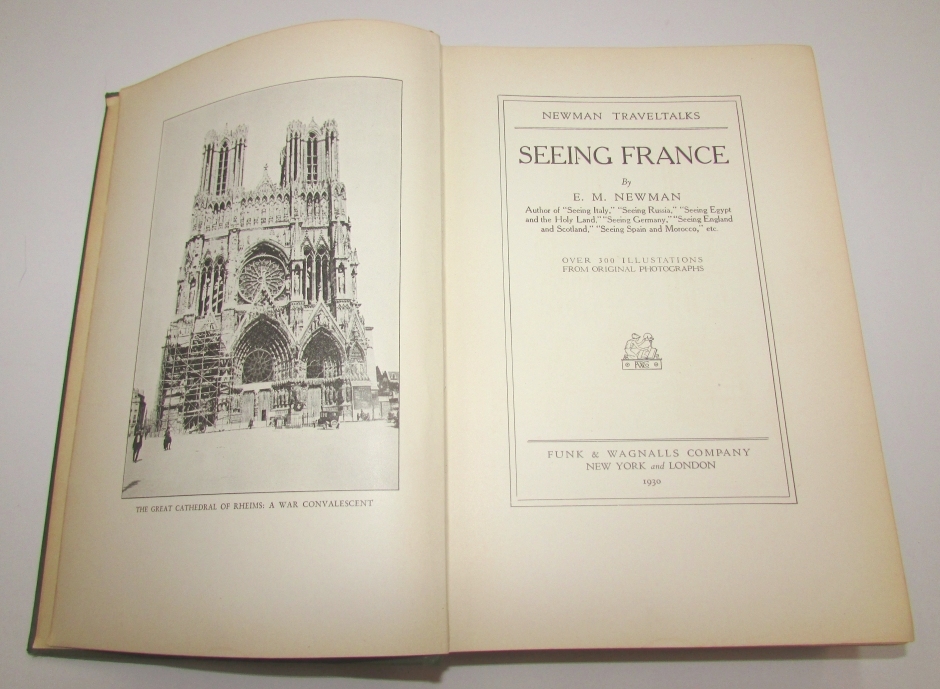 THE GREAT CATHEDRAL OF RHEIMS: A WAR CONVALESCENT
NEWMAN TRAVELTALKS
SEEING FRANCE
By
E. M. NEWMAN
Author of "Seeing Italy," "Seeing Russia," "Seeing Egypt
and the Holy Land," "Seeing Germany," "Seeing England
and Scotland," "Seeing Spain and Morocco," etc.
OVER 300 ILLUSTATIONS
FROM ORIGINAL PHOTOGRAPHS
FUNK & WAGNALLS COMPANY
NEW YORK and LONDON
1930